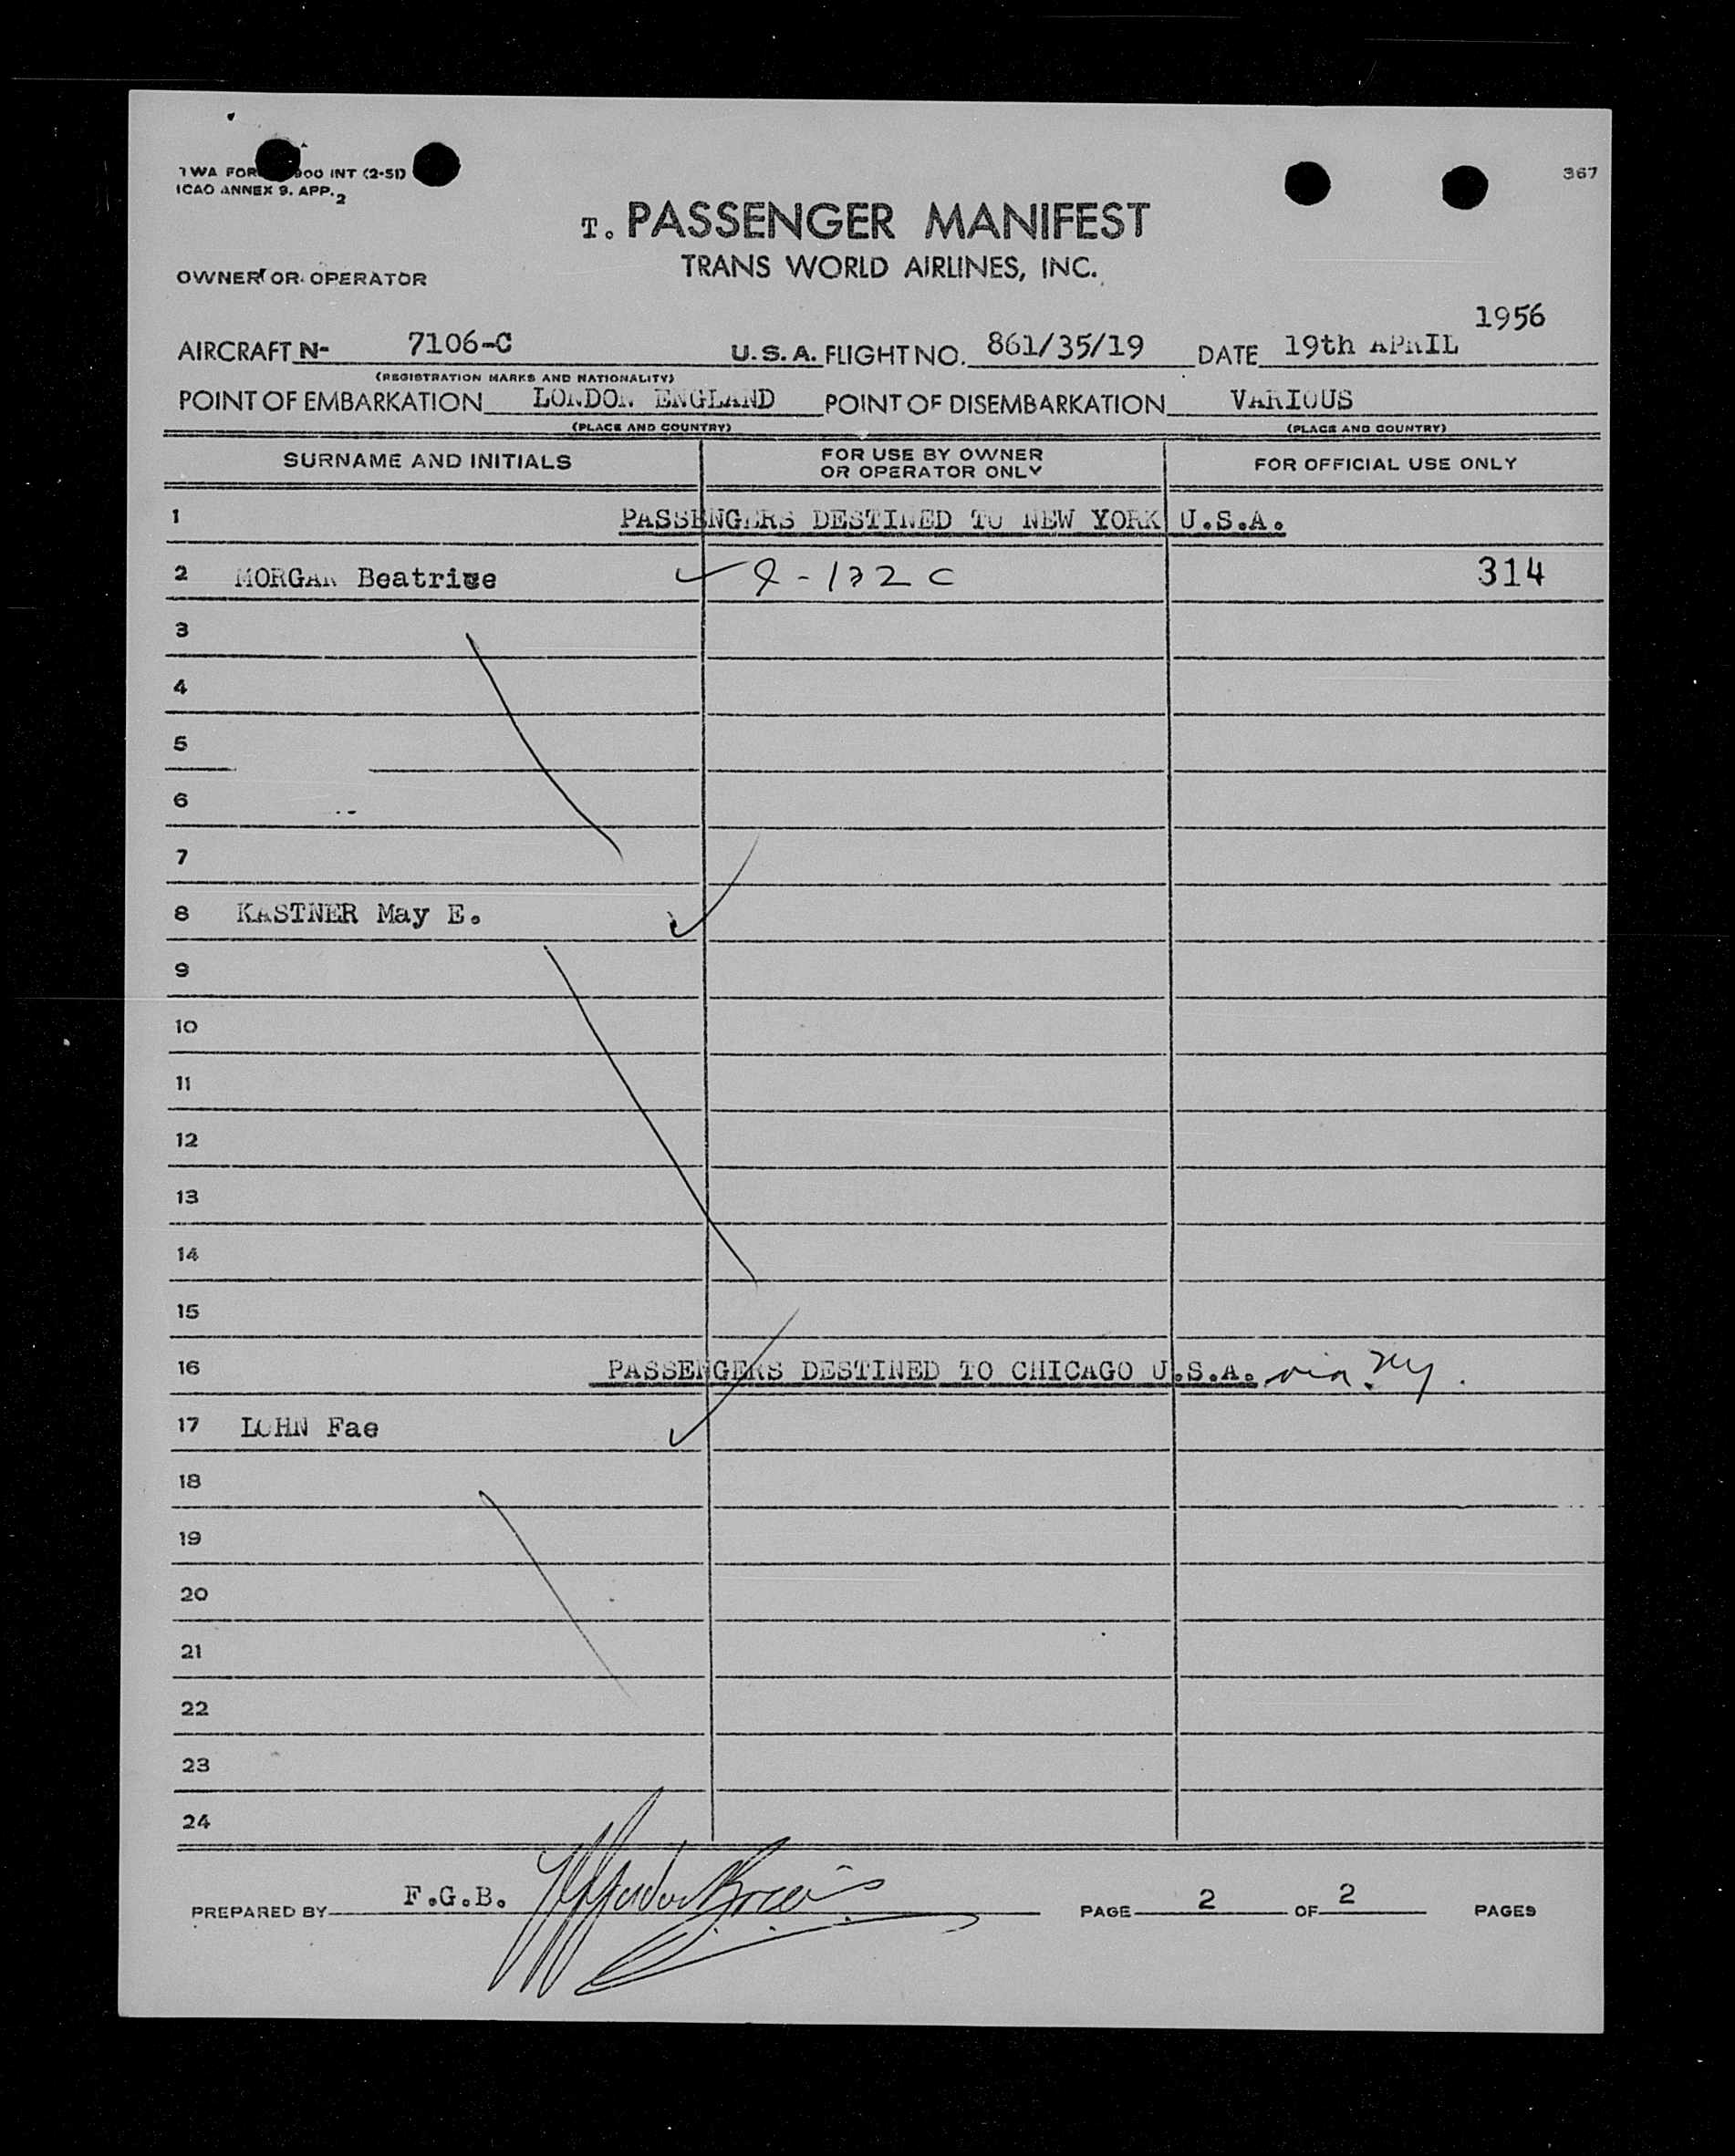 TWA FOR 900 INT (2-51)
ICAO ANNEX 9. APP. 2
367
T. PASSENGER MANIFEST
TRANS WORLD AIRLINES, INC.
OWNER OR OPERATOR
1956
AIRCRAFT N- 7106-C U.S.A. FLIGHT NO. 861/35/19 DATE 19th APRIL
(REGISTRATION MARKS AND NATIONALITY)
POINT OF EMBARKATION LONDON ENGLAND POINT OF DISEMBARKATION VARIOUS
(PLACE AND COUNTRY) (PLACE AND COUNTRY)
SURNAME AND INITIALS FOR USE BY OWNER OR OPERATOR ONLY FOR OFFICIAL USE ONLY
1 PASSENGERS DESTINED TO NEW YORK U.S.A.
2 MORGAN Beatrice 314
3
4
5
6
7
8 KASTNER May E.
9
10
11
12
13
14
15
16 PASSENGERS DESTINED TO CHICAGO U.S.A. via NY.
17 LOHN Fae
18
19
20
21
22
23
24
PREPARED BY F.G.B. PAGE 2 OF 2 PAGES